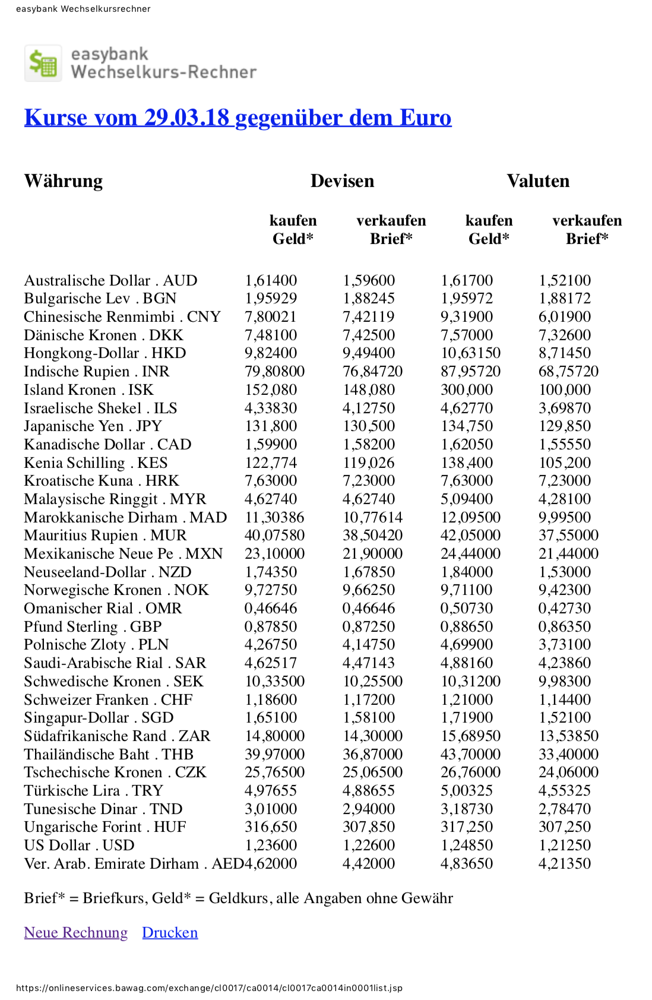 easybank Wechselkursrechner
easybank
Wechselkurs-Rechner
Kurse vom 29.03.18 gegenüber dem Euro
Währung Devisen Valuten
kaufen verkaufen kaufen verkaufen
Geld* Brief* Geld* Brief*
Australische Dollar . AUD 1,61400 1,59600 1,61700 1,52100
Bulgarische Lev . BGN 1,95929 1,88245 1,95972 1,88172
Chinesische Renmimbi . CNY 7,80021 7,42119 9,31900 6,01900
Dänische Kronen . DKK 7,48100 7,42500 7,57000 7,32600
Hongkong-Dollar . HKD 9,82400 9,49400 10,63150 8,71450
Indische Rupien . INR 79,80800 76,84720 87,95720 68,75720
Island Kronen . ISK 152,080 148,080 300,000 100,000
Israelische Shekel . ILS 4,33830 4,12750 4,62770 3,69870
Japanische Yen . JPY 131,800 130,500 134,750 129,850
Kanadische Dollar . CAD 1,59900 1,58200 1,62050 1,55550
Kenia Schilling . KES 122,774 119,026 138,400 105,200
Kroatische Kuna . HRK 7,63000 7,23000 7,63000 7,23000
Malaysische Ringgit . MYR 4,62740 4,62740 5,09400 4,28100
Marokkanische Dirham . MAD 11,30386 10,77614 12,09500 9,99500
Mauritius Rupien . MUR 40,07580 38,50420 42,05000 37,55000
Mexikanische Neue Pe . MXN 23,10000 21,90000 24,44000 21,44000
Neuseeland-Dollar . NZD 1,74350 1,67850 1,84000 1,53000
Norwegische Kronen . NOK 9,72750 9,66250 9,71100 9,42300
Omanischer Rial . OMR 0,46646 0,46646 0,50730 0,42730
Pfund Sterling . GBP 0,87850 0,87250 0,88650 0,86350
Polnische Zloty . PLN 4,26750 4,14750 4,69900 3,73100
Saudi-Arabische Rial . SAR 4,62517 4,47143 4,88160 4,23860
Schwedische Kronen . SEK 10,33500 10,25500 10,31200 9,98300
Schweizer Franken . CHF 1,18600 1,17200 1,21000 1,14400
Singapur-Dollar . SGD 1,65100 1,58100 1,71900 1,52100
Südafrikanische Rand . ZAR 14,80000 14,30000 15,68950 13,53850
Thailändische Baht . THB 39,97000 36,87000 43,70000 33,40000
Tschechische Kronen . CZK 25,76500 25,06500 26,76000 24,06000
Türkische Lira . TRY 4,97655 4,88655 5,00325 4,55325
Tunesische Dinar . TND 3,01000 2,94000 3,18730 2,78470
Ungarische Forint . HUF 316,650 307,850 317,250 307,250
US Dollar . USD 1,23600 1,22600 1,24850 1,21250
Ver. Arab. Emirate Dirham . AED4,62000 4,42000 4,83650 4,21350
Brief* = Briefkurs, Geld* = Geldkurs, alle Angaben ohne Gewähr
Neue Rechnung Drucken
https://onlineservices.bawag.com/exchange/cl0017/ca0014/cl0017ca0014in0001list.jsp